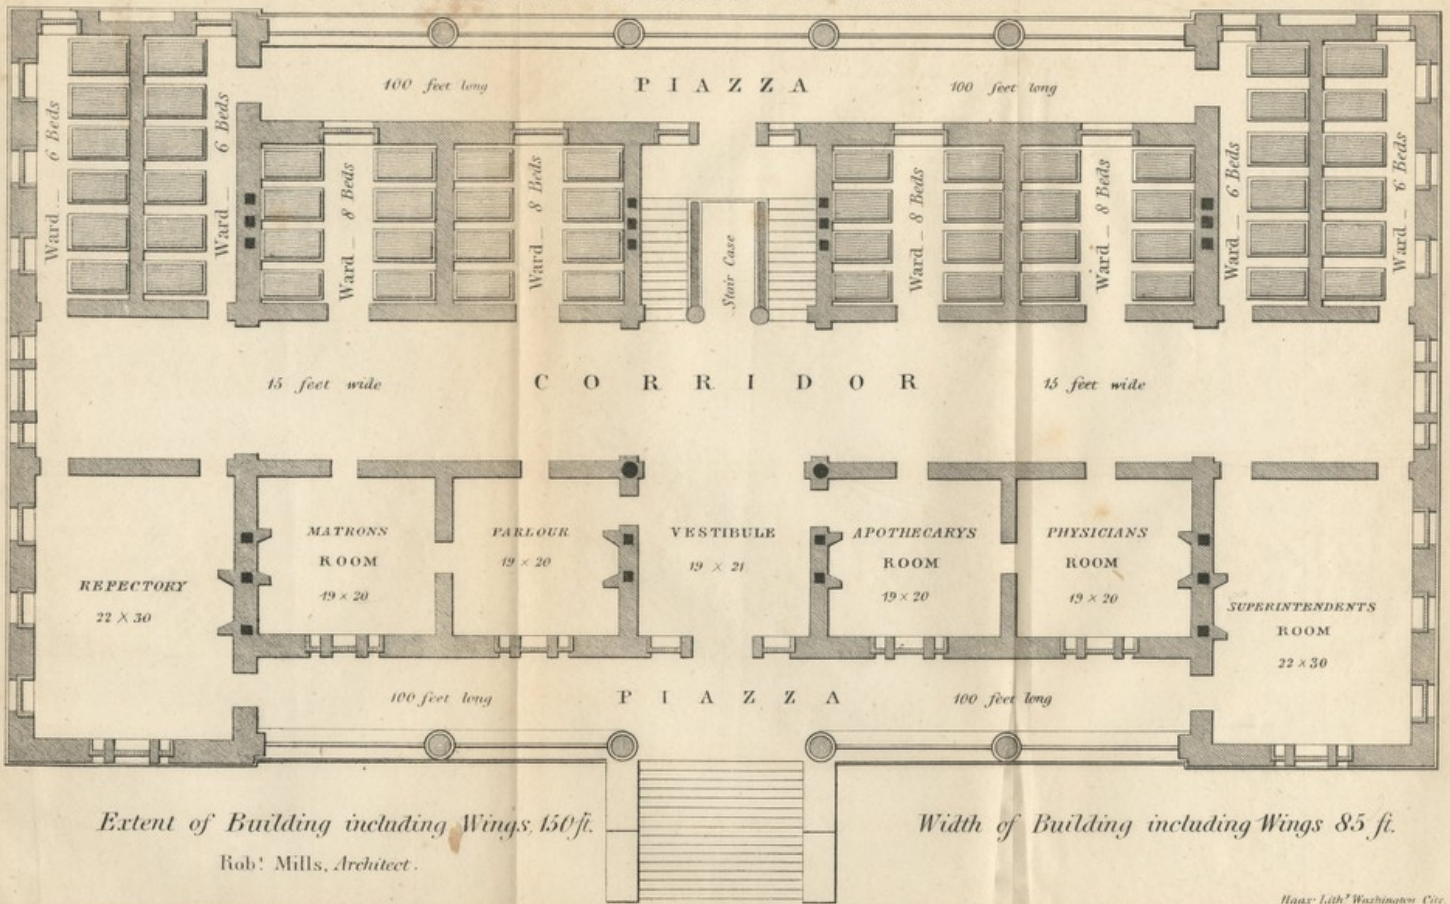 100 feet long
PIAZZA
100 feet long
Ward _ 6 Beds
Ward _ 6 Beds
Ward _ 8 Beds
Ward _ 8 Beds
Stair Case
Ward _ 8 Beds
Ward _ 8 Beds
Ward _ 6 Beds
Ward _ 6 Beds
15 feet wide
CORRIDOR
15 feet wide
REFECTORY
22 × 30
MATRONS
ROOM
19 × 20
PARLOUR
19 × 20
VESTIBULE
19 × 21
APOTHECARYS
ROOM
19 × 20
PHYSICIANS
ROOM
19 × 20
SUPERINTENDENTS
ROOM
22 × 30
100 feet long
PIAZZA
100 feet long
Extent of Building including Wings, 150 ft.
Width of Building including Wings 85 ft.
Robt Mills, Architect.
Haas Lithr Washington City